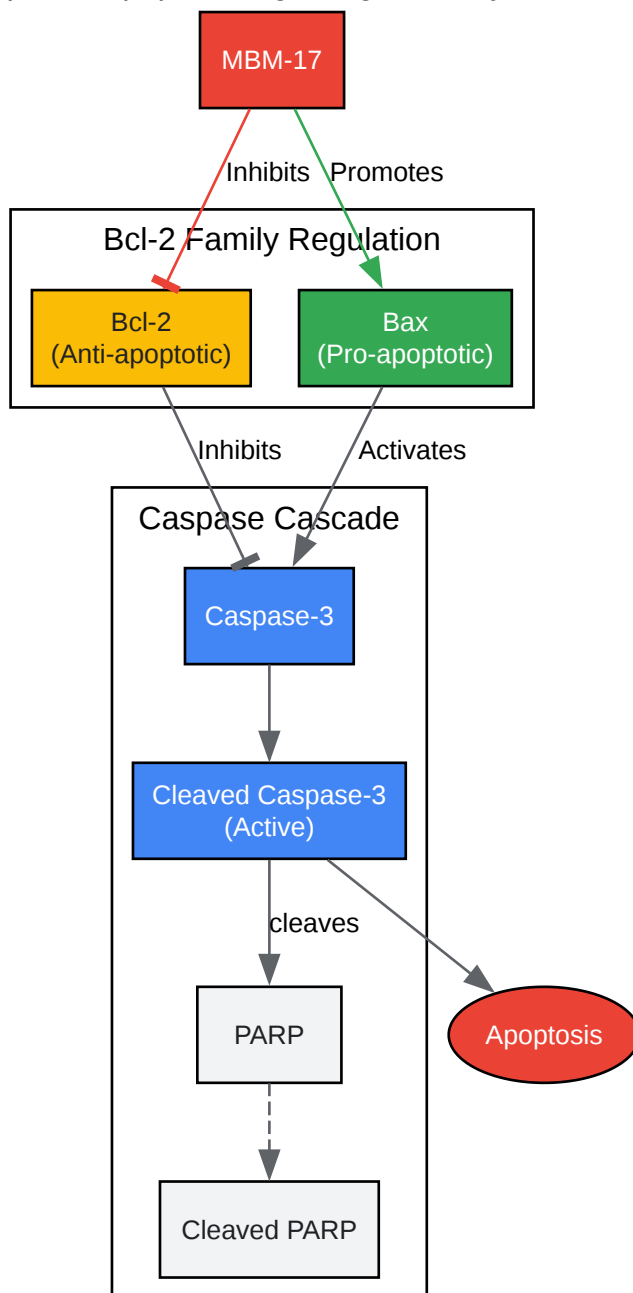 MBM-17
Inhibits
Promotes
Bcl-2 Family Regulation
Bcl-2
(Anti-apoptotic)
Bax
(Pro-apoptotic)
Inhibits
Activates
Caspase Cascade
Caspase-3
Cleaved Caspase-3
(Active)
cleaves
PARP
Apoptosis
Cleaved PARP